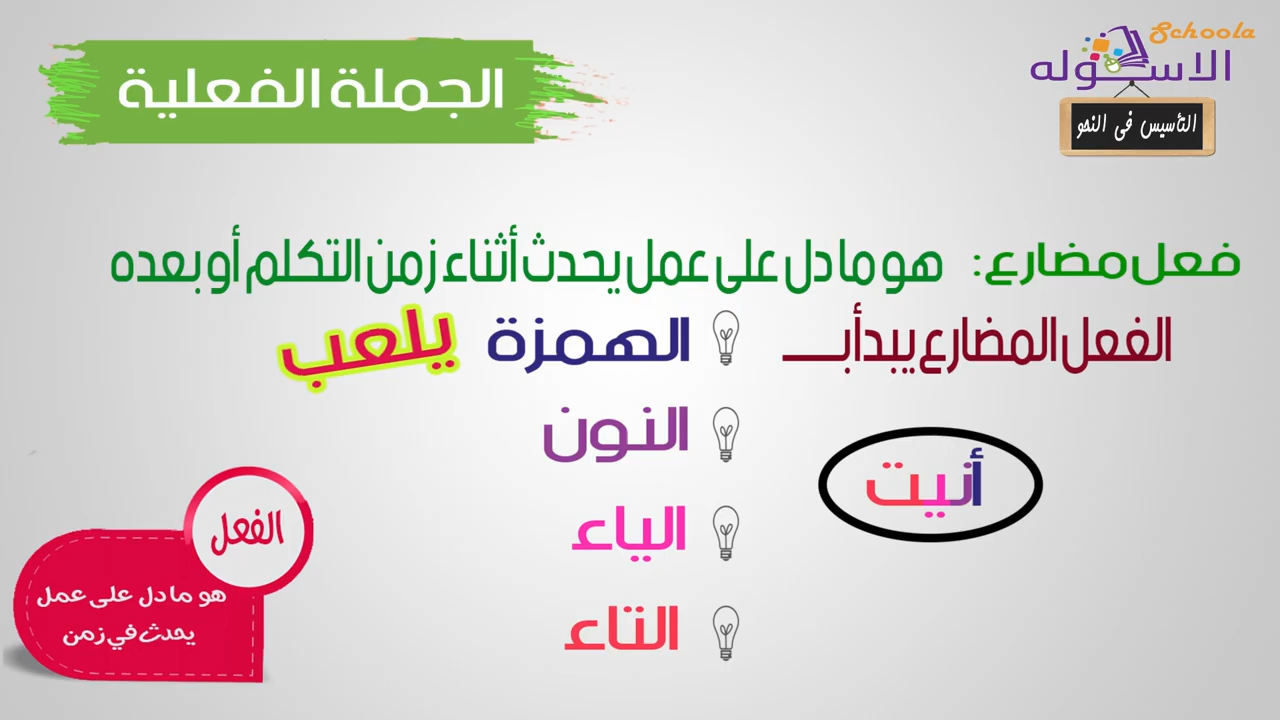 Schoola
الاسكوله
التأسيس فى النحو
الجملة الفعلية
فعل مضارع: هو ما دل على عمل يحدث أثناء زمن التكلم أو بعده
الفعل المضارع يبدأ بـ
الهمزة
يلعب
النون
أنيت
الياء
التاء
الفعل
هو ما دل على عمل
يحدث في زمن